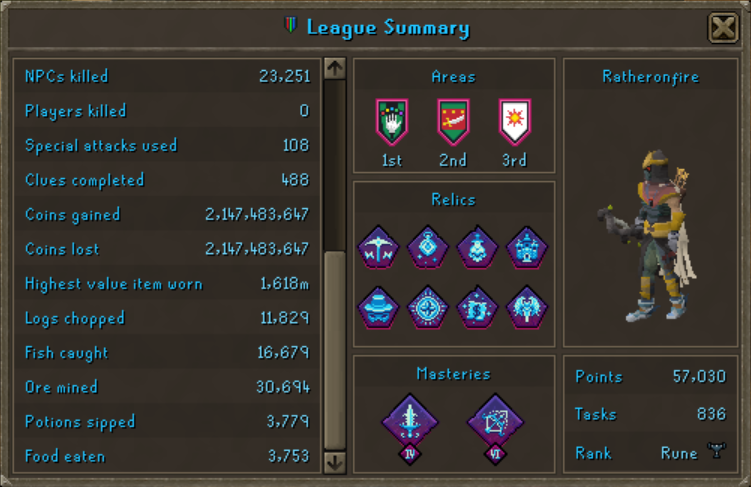 League Summary
NPCs killed 23,251
Players killed 0
Special attacks used 108
Clues completed 488
Coins gained 2,147,483,647
Coins lost 2,147,483,647
Highest value item worn 1,618m
Logs chopped 11,829
Fish caught 16,679
Ore mined 30,694
Potions sipped 3,779
Food eaten 3,753
Areas
1st 2nd 3rd
Relics
Masteries
IV VI
Ratheronfire
Points 57,030
Tasks 836
Rank Rune